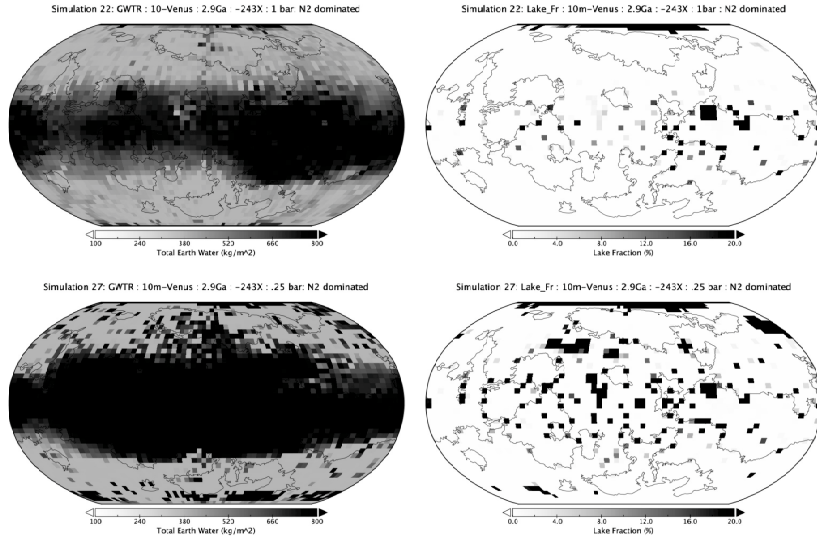 Simulation 22: GWTR : 10-Venus : 2.9Ga -243X : 1 bar: N2 dominated
Simulation 22: Lake_Fr : 10m-Venus : 2.9Ga : -243X : 1bar : N2 dominated
100 240 380 520 660 800
Total Earth Water (kg/m^2)
0.0 4.0 8.0 12.0 16.0 20.0
Lake Fraction (%)
Simulation 27: GWTR : 10m-Venus : 2.9Ga -243X : .25 bar: N2 dominated
Simulation 27: Lake_Fr : 10m-Venus : 2.9Ga : -243X : .25 bar : N2 dominated
100 240 380 520 660 800
Total Earth Water (kg/m^2)
0.0 4.0 8.0 12.0 16.0 20.0
Lake Fraction (%)